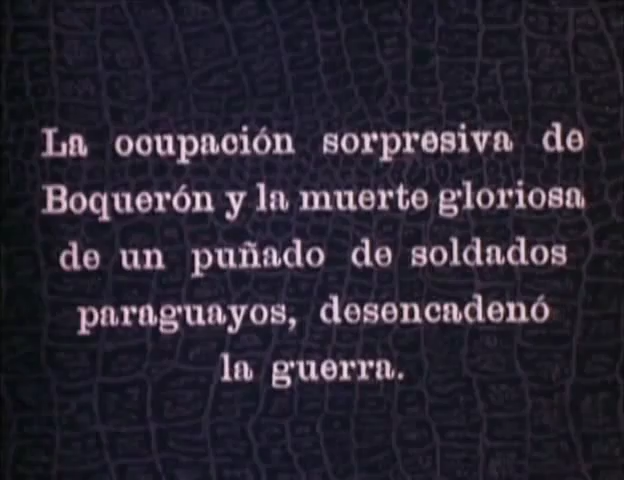 La ocupación sorpresiva de
Boquerón y la muerte gloriosa
de un puñado de soldados
paraguayos, desencadenó
la guerra.